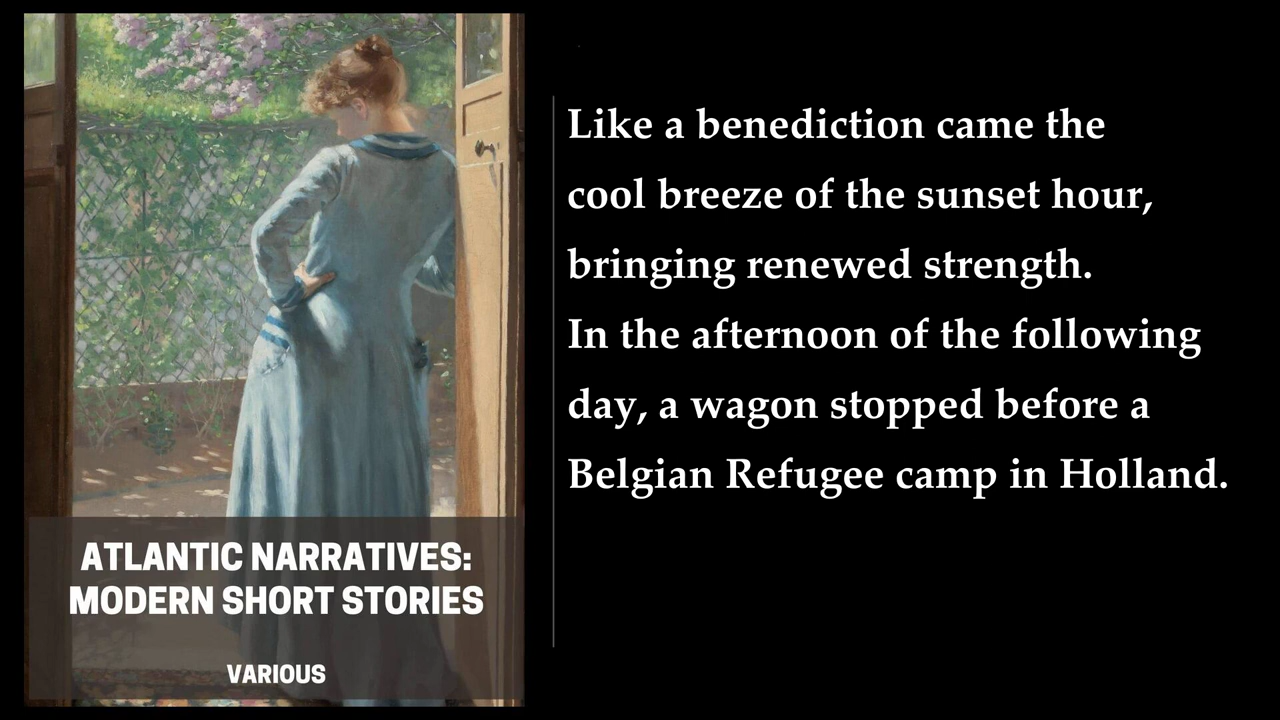 ATLANTIC NARRATIVES:
MODERN SHORT STORIES
VARIOUS
Like a benediction came the
cool breeze of the sunset hour,
bringing renewed strength.
In the afternoon of the following
day, a wagon stopped before a
Belgian Refugee camp in Holland.